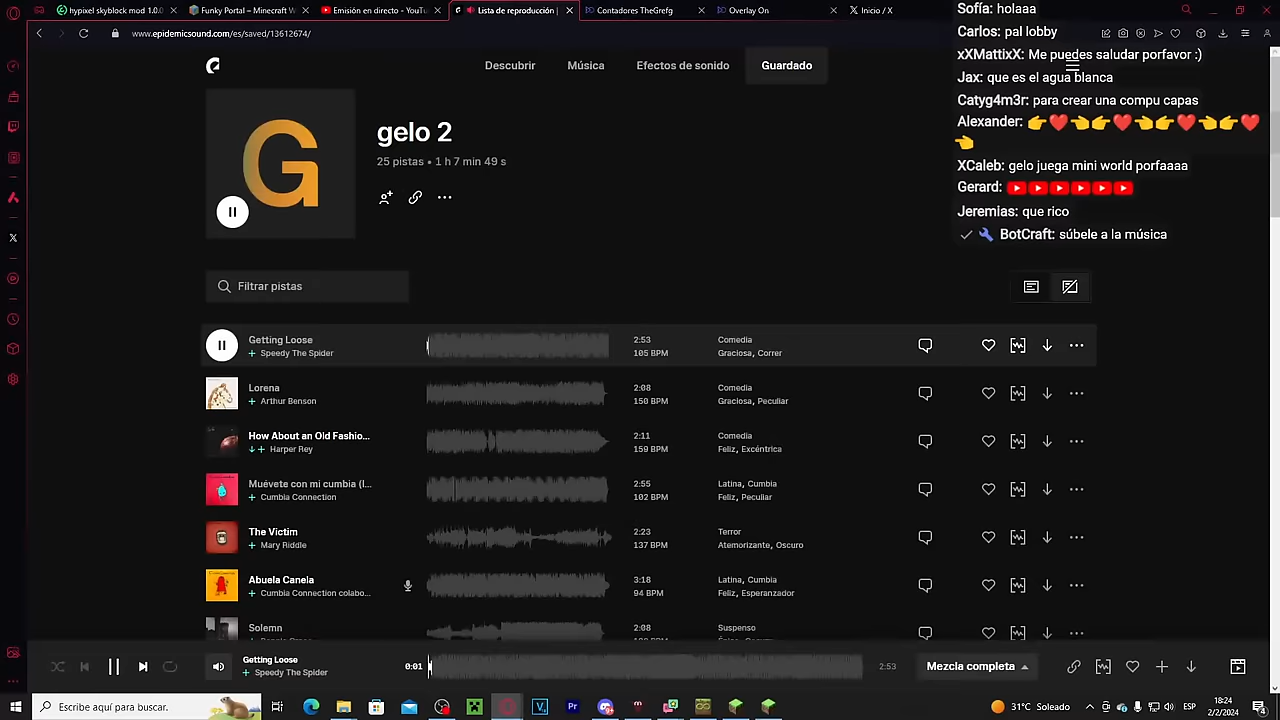 hypixel skyblock mod 1.0.0
Funky Portal – Minecraft W
Emisión en directo - YouTu
Lista de reproducción |
Contadores TheGrefg
Overlay On
Inicio / X
www.epidemicsound.com/es/saved/13612674/
Sofía: holaaa
Carlos: pal lobby
xXMattixX: Me puedes saludar porfavor :)
Jax: que es el agua blanca
Catyg4m3r: para crear una compu capas
Alexander: 👉❤️👈👉❤️👈👉❤️👈👉❤️
👈
XCaleb: gelo juega mini world porfaaaa
Gerard:
Jeremias: que rico
BotCraft: súbele a la música
Descubrir
Música
Efectos de sonido
Guardado
G
gelo 2
25 pistas • 1 h 7 min 49 s
Filtrar pistas
Getting Loose
Speedy The Spider
2:53
105 BPM
Comedia
Graciosa, Correr
Lorena
Arthur Benson
2:08
150 BPM
Comedia
Graciosa, Peculiar
How About an Old Fashio...
Harper Rey
2:11
159 BPM
Comedia
Feliz, Excéntrica
Muévete con mi cumbia (I...
Cumbia Connection
2:55
102 BPM
Latina, Cumbia
Feliz, Peculiar
The Victim
Mary Riddle
2:23
137 BPM
Terror
Atemorizante, Oscuro
Abuela Canela
Cumbia Connection colabo...
3:18
94 BPM
Latina, Cumbia
Feliz, Esperanzador
Solemn
2:08
Suspenso
Getting Loose
Speedy The Spider
0:01
2:53
Mezcla completa
Escribe aquí para buscar.
31°C Soleado
ESP
18:24
2/2/2024